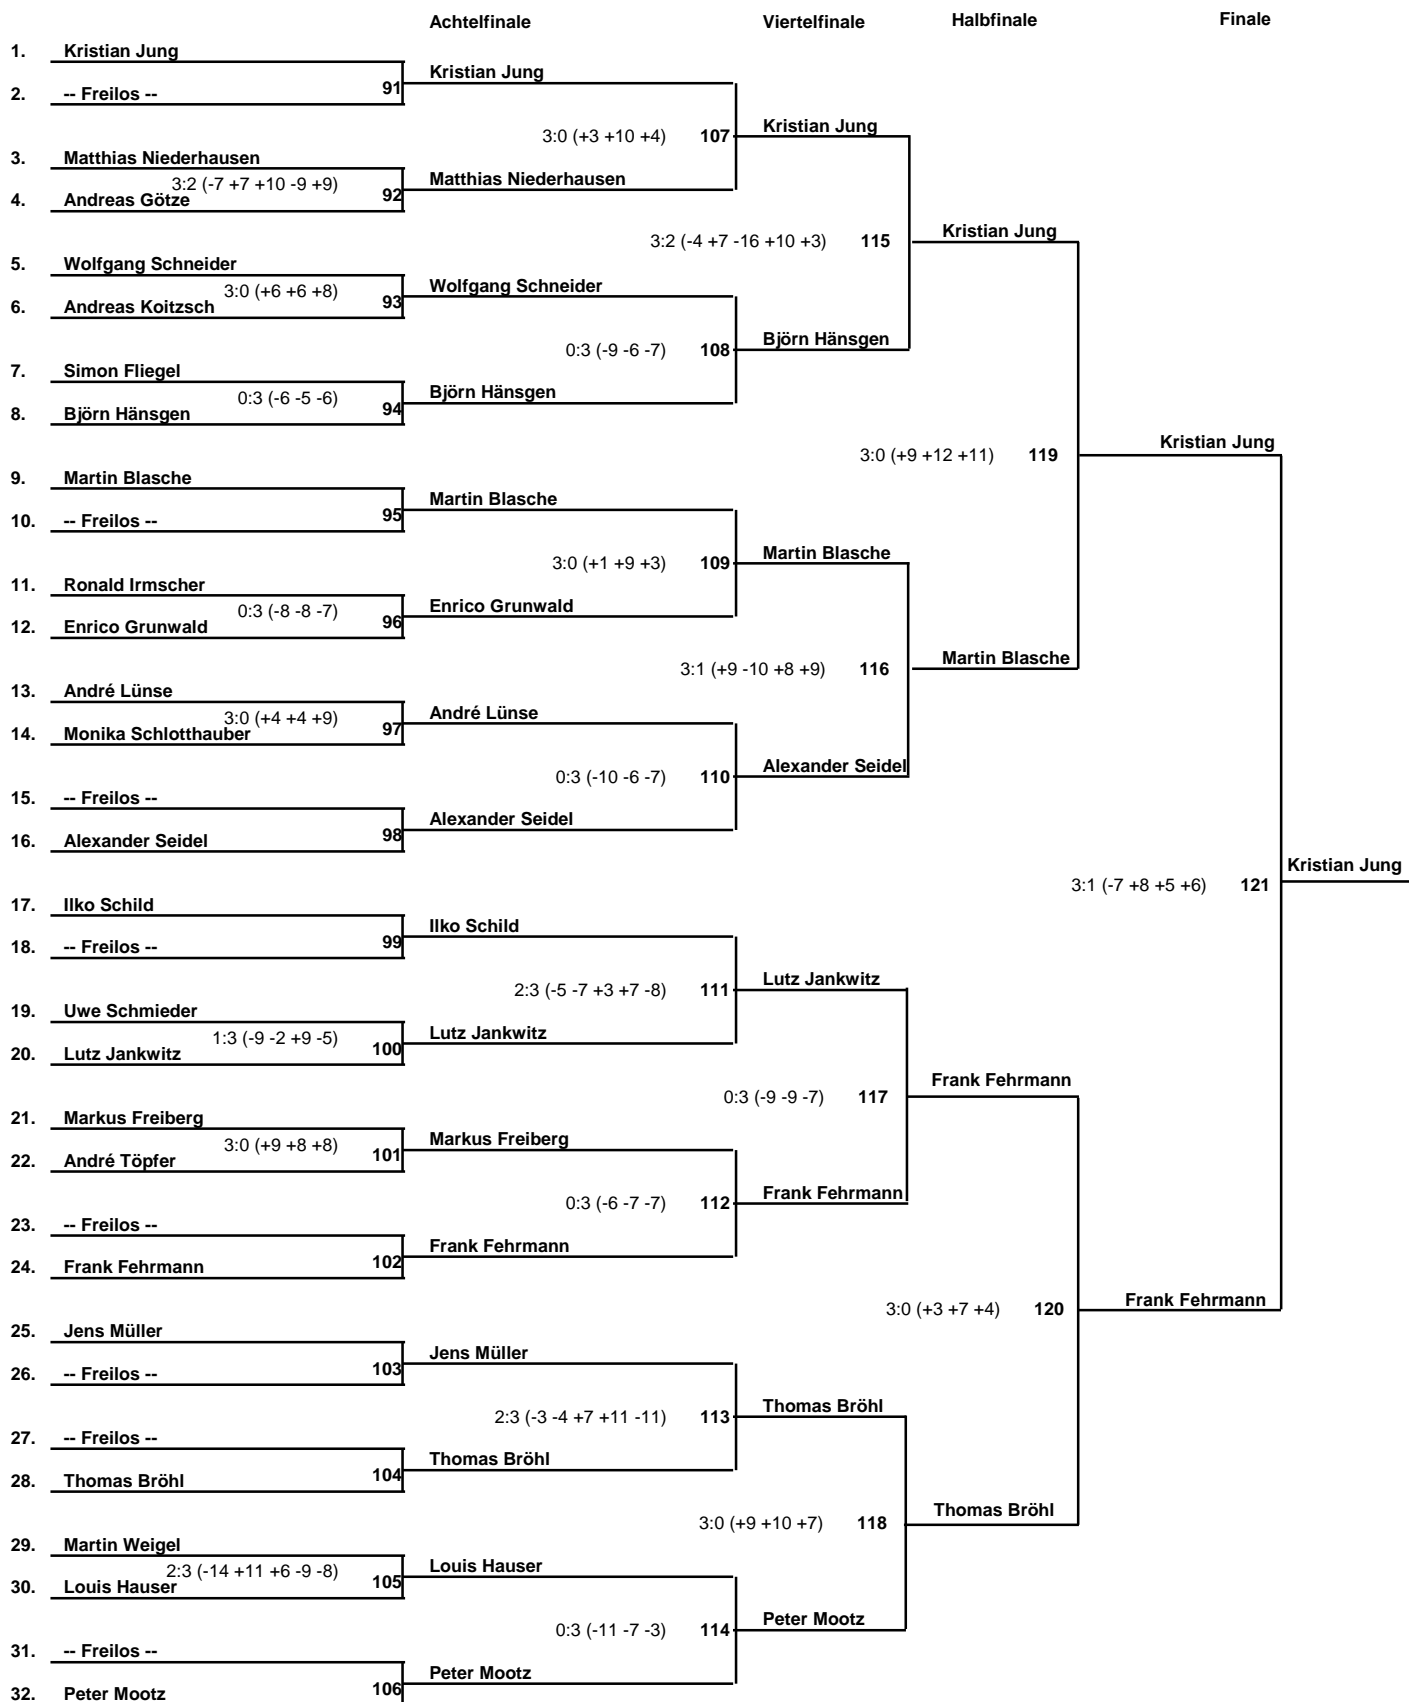 Achtelfinale Viertelfinale Halbfinale Finale
1. Kristian Jung
Kristian Jung
2. -- Freilos -- 91
3:0 (+3 +10 +4) 107 Kristian Jung
3. Matthias Niederhausen
3:2 (-7 +7 +10 -9 +9) Matthias Niederhausen
4. Andreas Götze 92
3:2 (-4 +7 -16 +10 +3) 115 Kristian Jung
5. Wolfgang Schneider
3:0 (+6 +6 +8) Wolfgang Schneider
6. Andreas Koitzsch 93
0:3 (-9 -6 -7) 108 Björn Hänsgen
7. Simon Fliegel
0:3 (-6 -5 -6) Björn Hänsgen
8. Björn Hänsgen 94
3:0 (+9 +12 +11) 119 Kristian Jung
9. Martin Blasche
Martin Blasche
10. -- Freilos -- 95
3:0 (+1 +9 +3) 109 Martin Blasche
11. Ronald Irmscher
0:3 (-8 -8 -7) Enrico Grunwald
12. Enrico Grunwald 96
3:1 (+9 -10 +8 +9) 116 Martin Blasche
13. André Lünse
3:0 (+4 +4 +9) André Lünse
14. Monika Schlotthauber 97
0:3 (-10 -6 -7) 110 Alexander Seidel
15. -- Freilos --
Alexander Seidel
16. Alexander Seidel 98
3:1 (-7 +8 +5 +6) 121 Kristian Jung
17. Ilko Schild
Ilko Schild
18. -- Freilos -- 99
2:3 (-5 -7 +3 +7 -8) 111 Lutz Jankwitz
19. Uwe Schmieder
1:3 (-9 -2 +9 -5) Lutz Jankwitz
20. Lutz Jankwitz 100
0:3 (-9 -9 -7) 117 Frank Fehrmann
21. Markus Freiberg
3:0 (+9 +8 +8) Markus Freiberg
22. André Töpfer 101
0:3 (-6 -7 -7) 112 Frank Fehrmann
23. -- Freilos --
Frank Fehrmann
24. Frank Fehrmann 102
3:0 (+3 +7 +4) 120 Frank Fehrmann
25. Jens Müller
Jens Müller
26. -- Freilos -- 103
2:3 (-3 -4 +7 +11 -11) 113 Thomas Bröhl
27. -- Freilos --
Thomas Bröhl
28. Thomas Bröhl 104
3:0 (+9 +10 +7) 118 Thomas Bröhl
29. Martin Weigel
2:3 (-14 +11 +6 -9 -8) Louis Hauser
30. Louis Hauser 105
0:3 (-11 -7 -3) 114 Peter Mootz
31. -- Freilos --
Peter Mootz
32. Peter Mootz 106